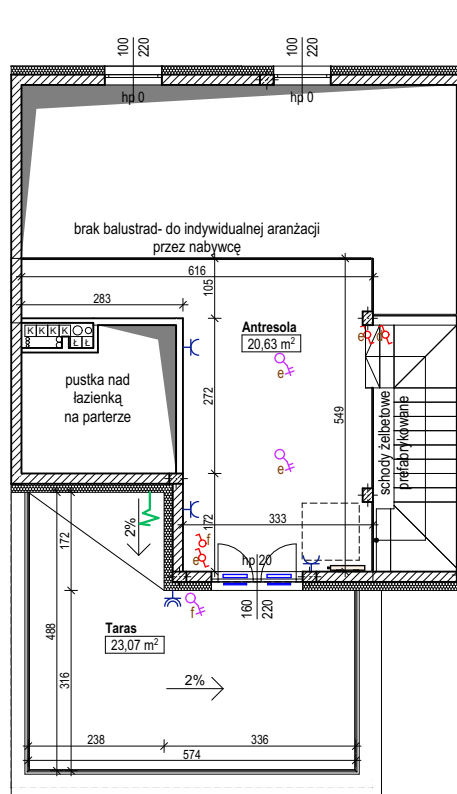 100
220
100
220
hp 0
hp 0
brak balustrad- do indywidualnej aranżacji
przez nabywcę
616
105
283
K K K K
Ł Ł
Antresola
20,63 m²
e
e
pustka nad
łazienką
na parterze
272
549
schody żelbetowe
prefabrykowane
e
172
333
172
2%
f
e
hp 20
160
220
f
Taras
23,07 m²
488
316
2%
238
336
574